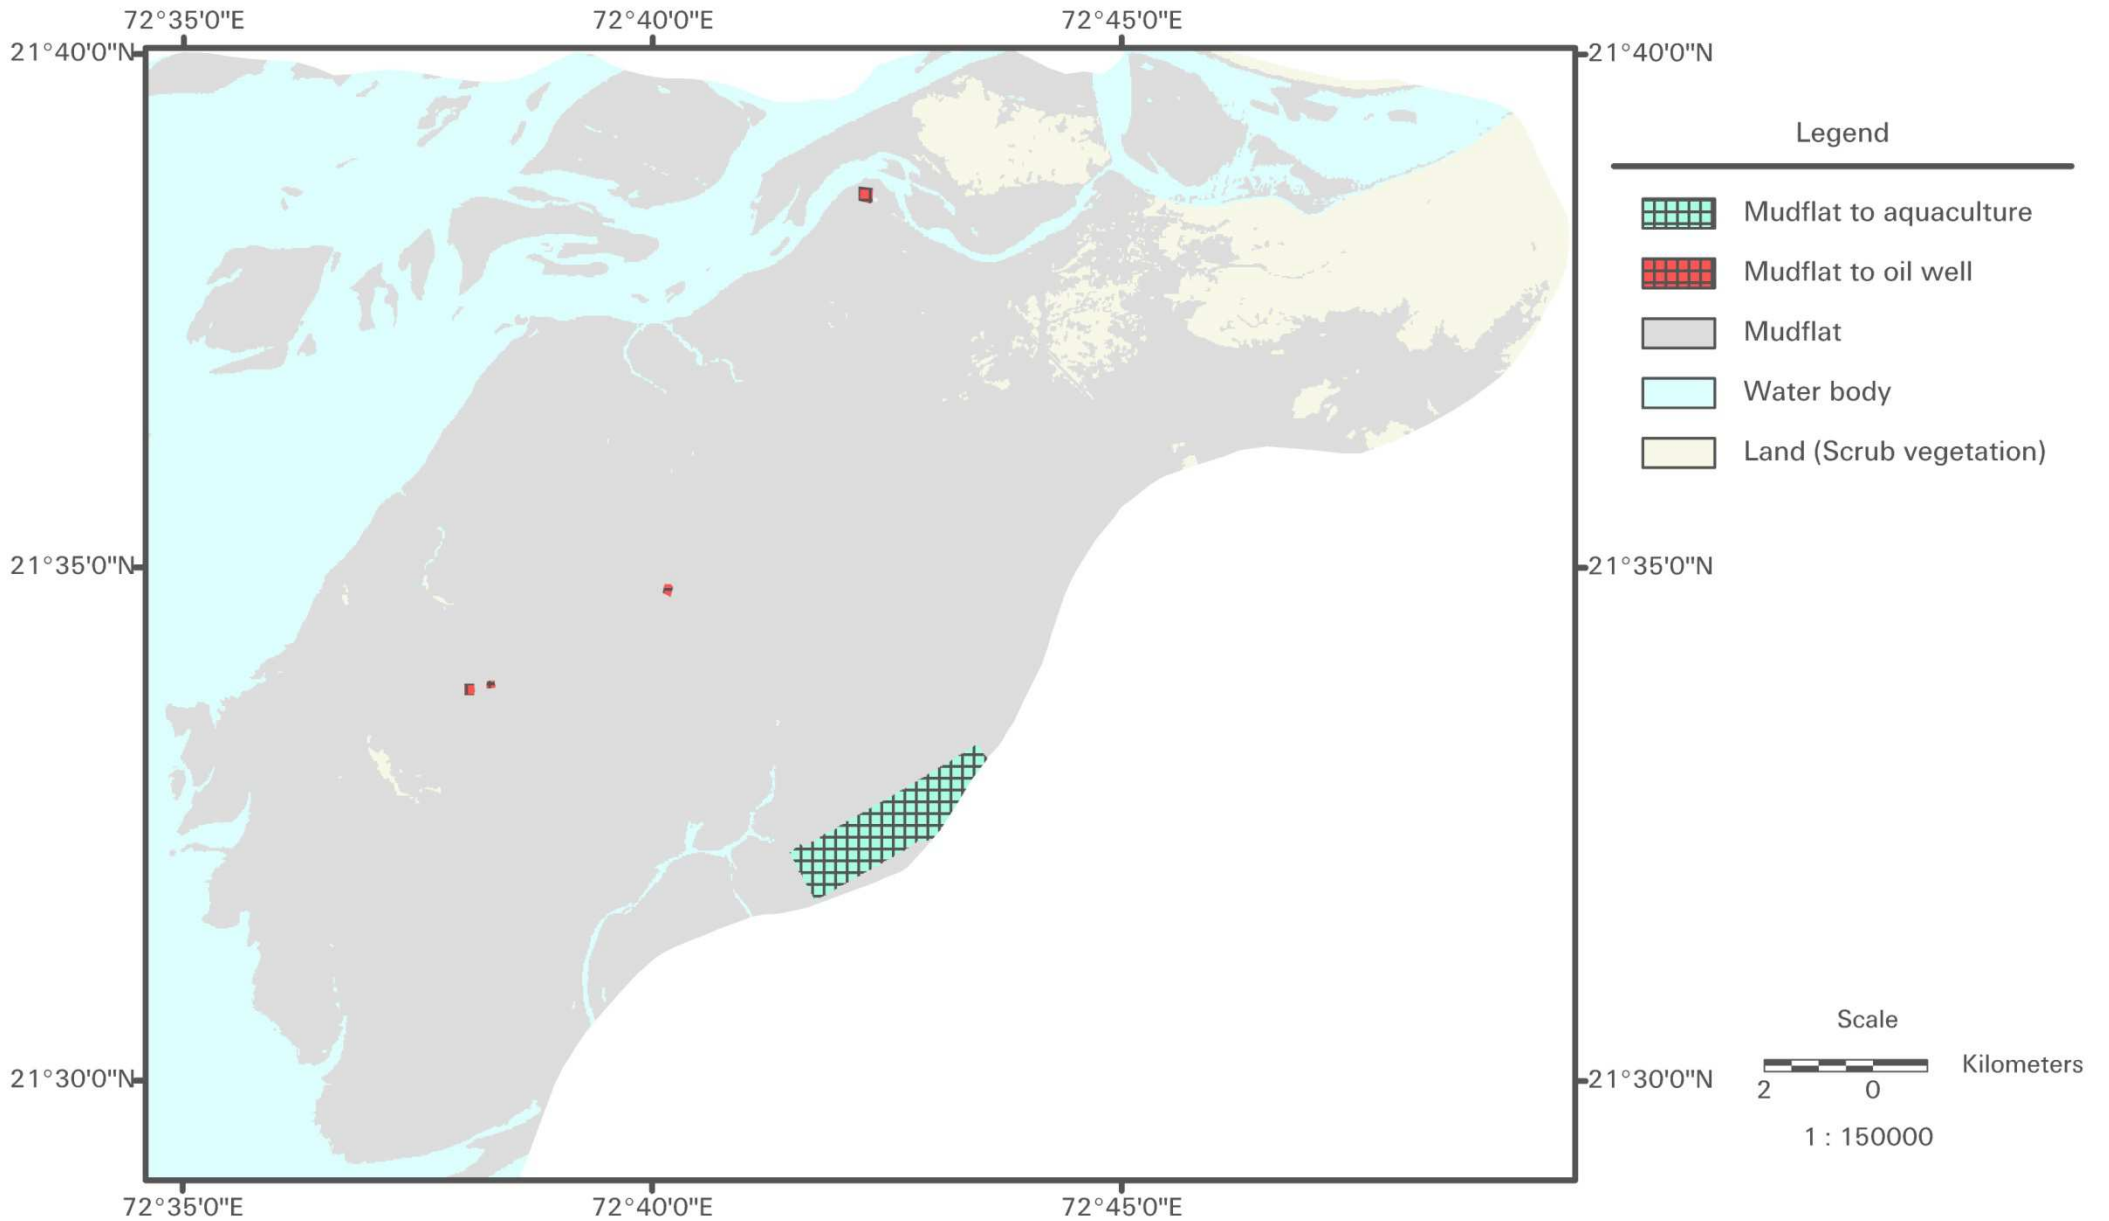 72°35'0"E 72°40'0"E 72°45'0"E
21°40'0"N 21°40'0"N
Legend
Mudflat to aquaculture
Mudflat to oil well
Mudflat
Water body
Land (Scrub vegetation)
21°35'0"N 21°35'0"N
Scale
Kilometers
2 0
21°30'0"N 21°30'0"N
1 : 150000
72°35'0"E 72°40'0"E 72°45'0"E